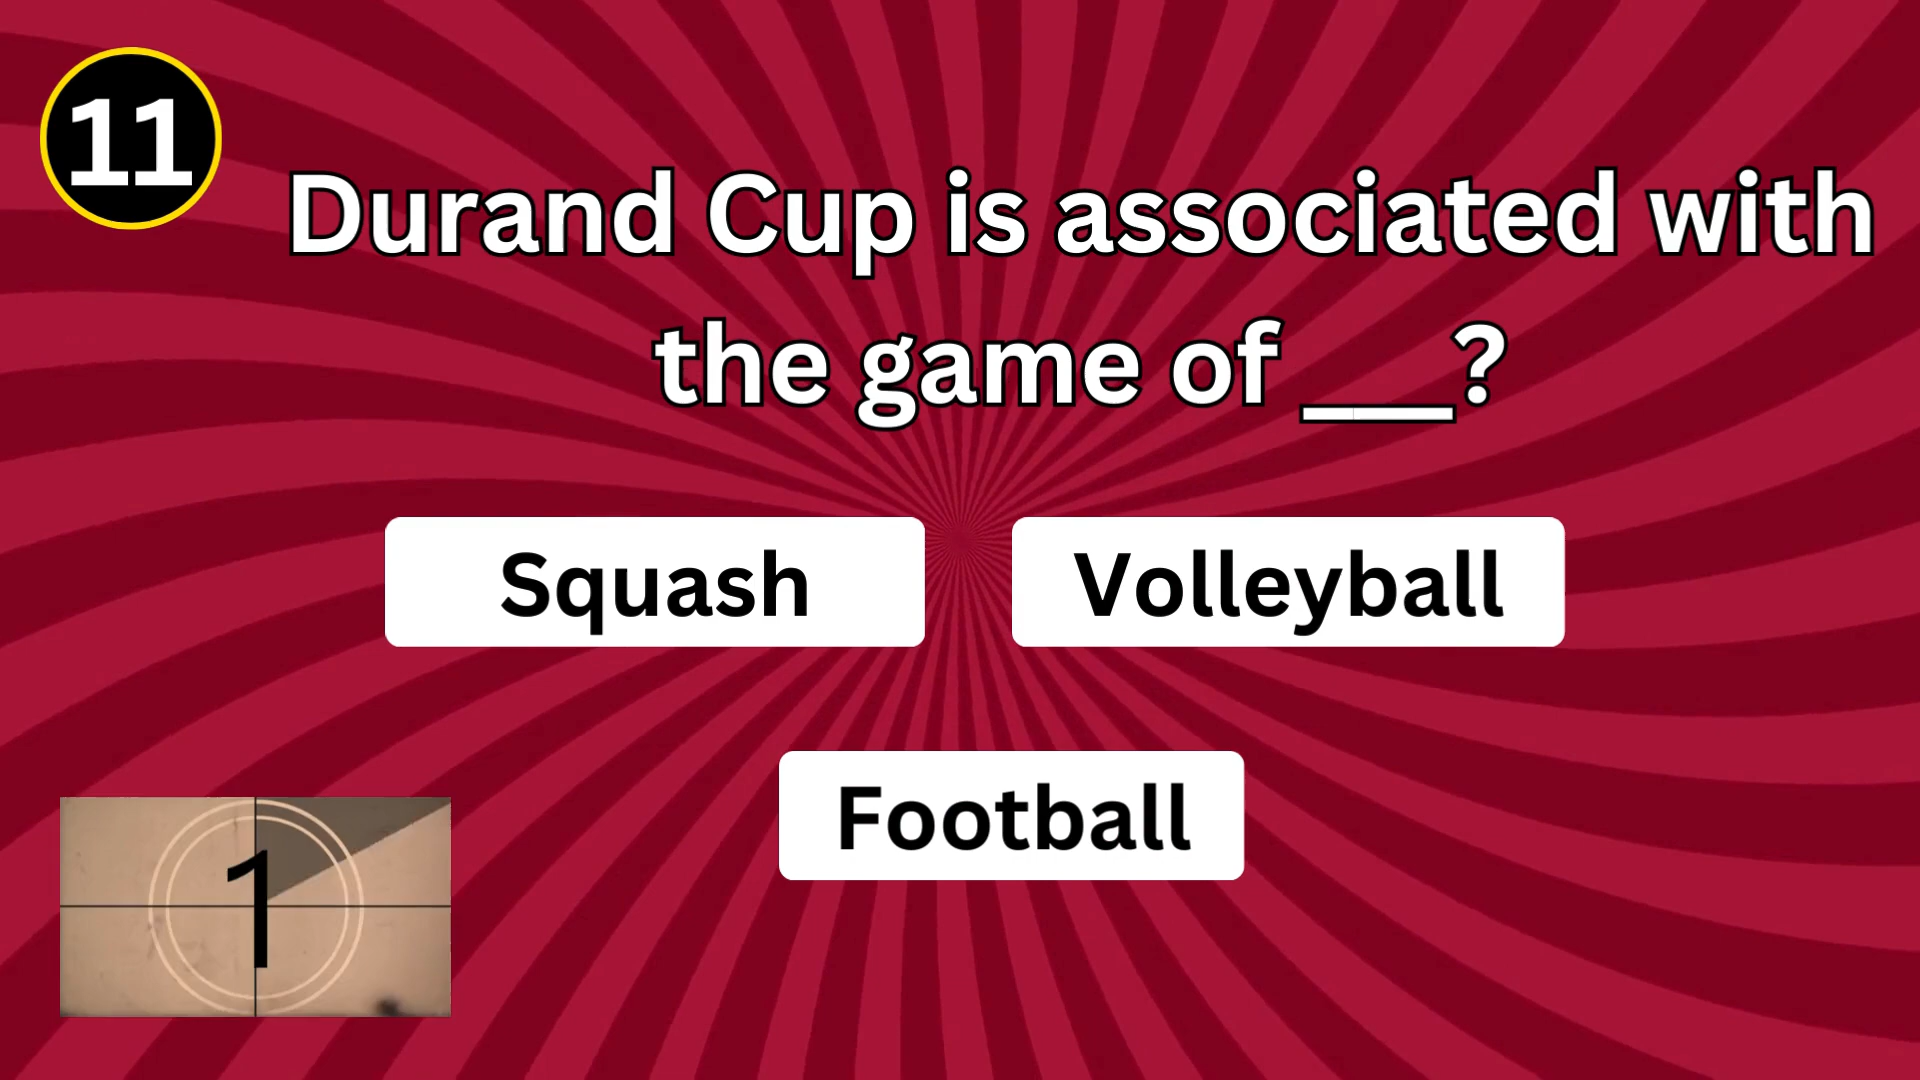 11
Durand Cup is associated with
the game of ___?
Squash
Volleyball
Football
1